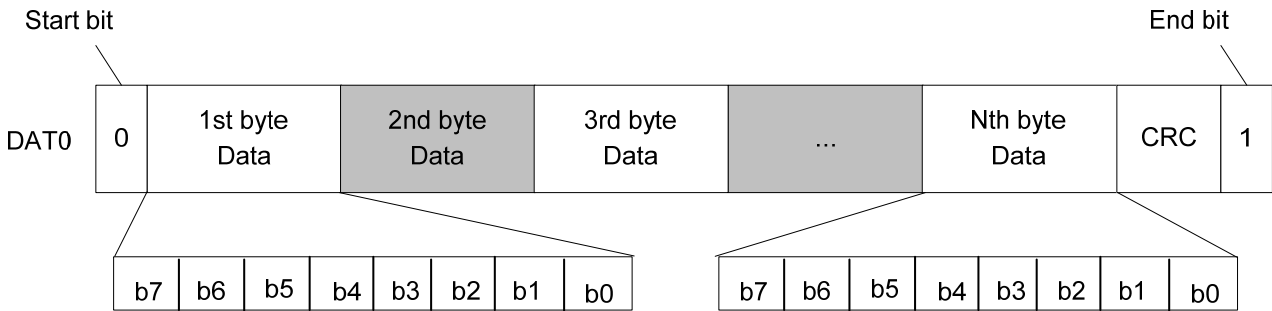 Start bit
End bit
DAT0
0
1st byte
Data
2nd byte
Data
3rd byte
Data
...
Nth byte
Data
CRC
1
b7 b6 b5 b4 b3 b2 b1 b0
b7 b6 b5 b4 b3 b2 b1 b0